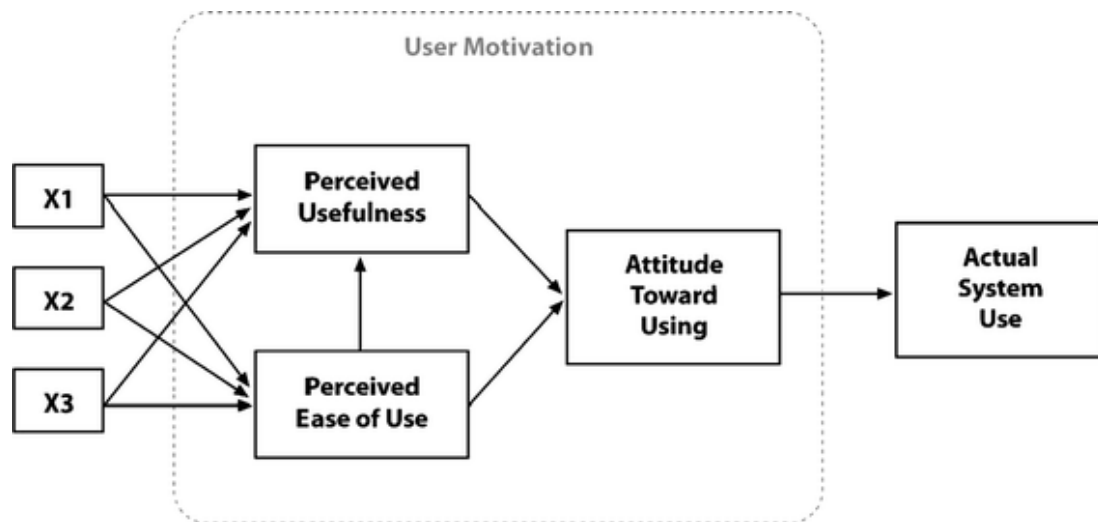 User Motivation
X1
X2
X3
Perceived
Usefulness
Perceived
Ease of Use
Attitude
Toward
Using
Actual
System
Use